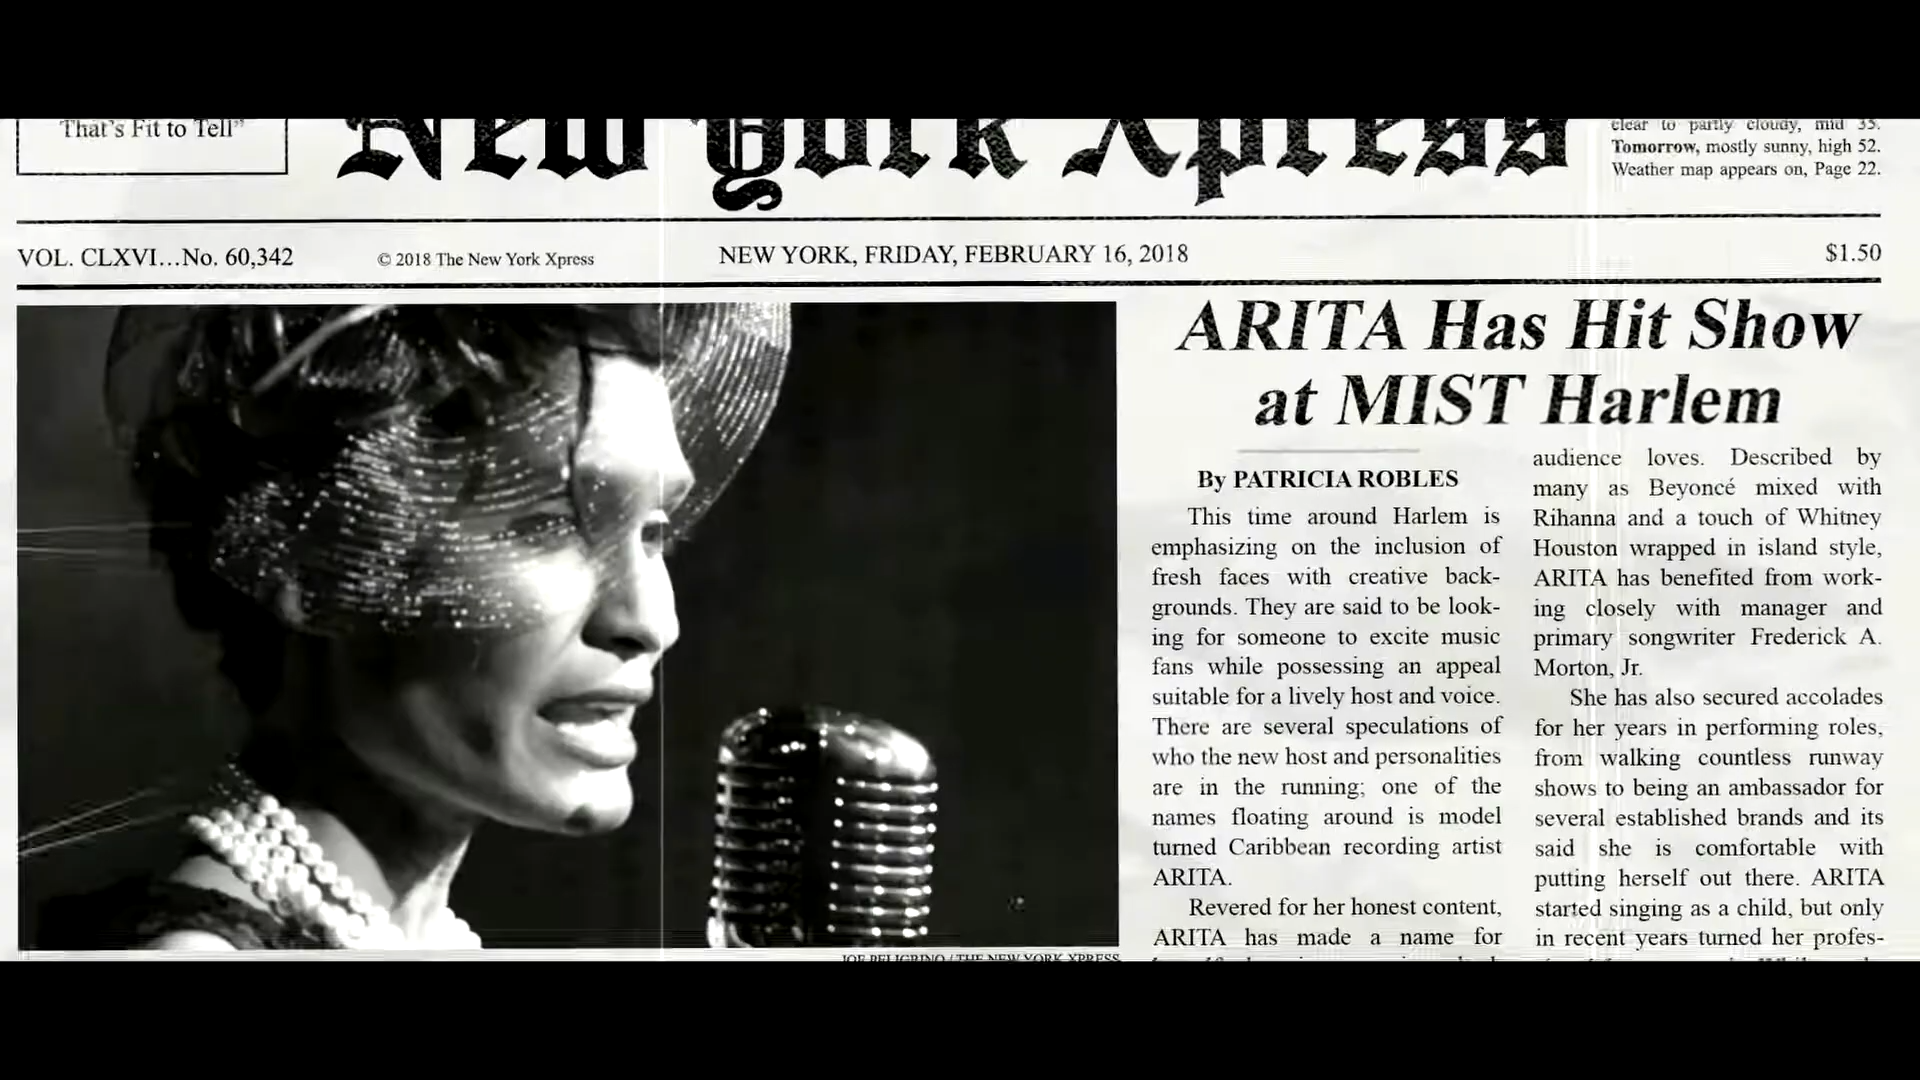 That's Fit to Tell"
New York Xpress
clear to partly cloudy, mid 35.
Tomorrow, mostly sunny, high 52.
Weather map appears on, Page 22.
VOL. CLXVI...No. 60,342
© 2018 The New York Xpress
NEW YORK, FRIDAY, FEBRUARY 16, 2018
$1.50
ARITA Has Hit Show
at MIST Harlem
By PATRICIA ROBLES
This time around Harlem is
emphasizing on the inclusion of
fresh faces with creative back-
grounds. They are said to be look-
ing for someone to excite music
fans while possessing an appeal
suitable for a lively host and voice.
There are several speculations of
who the new host and personalities
are in the running; one of the
names floating around is model
turned Caribbean recording artist
ARITA.
Revered for her honest content,
ARITA has made a name for
audience loves. Described by
many as Beyoncé mixed with
Rihanna and a touch of Whitney
Houston wrapped in island style,
ARITA has benefited from work-
ing closely with manager and
primary songwriter Frederick A.
Morton, Jr.
She has also secured accolades
for her years in performing roles,
from walking countless runway
shows to being an ambassador for
several established brands and its
said she is comfortable with
putting herself out there. ARITA
started singing as a child, but only
in recent years turned her profes-
JOE PELIGRINO / THE NEW YORK XPRESS